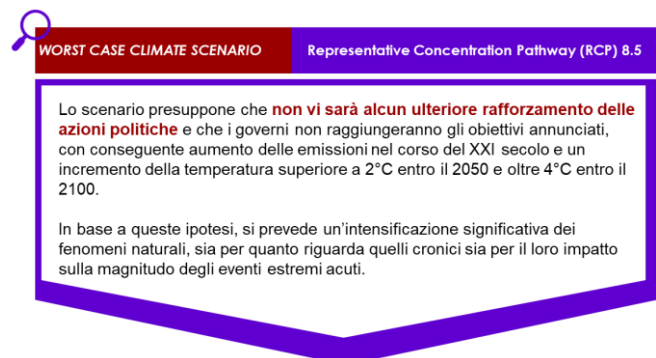 WORST CASE CLIMATE SCENARIO
Representative Concentration Pathway (RCP) 8.5
Lo scenario presuppone che non vi sarà alcun ulteriore rafforzamento delle
azioni politiche e che i governi non raggiungeranno gli obiettivi annunciati,
con conseguente aumento delle emissioni nel corso del XXI secolo e un
incremento della temperatura superiore a 2°C entro il 2050 e oltre 4°C entro il
2100.
In base a queste ipotesi, si prevede un'intensificazione significativa dei
fenomeni naturali, sia per quanto riguarda quelli cronici sia per il loro impatto
sulla magnitudo degli eventi estremi acuti.